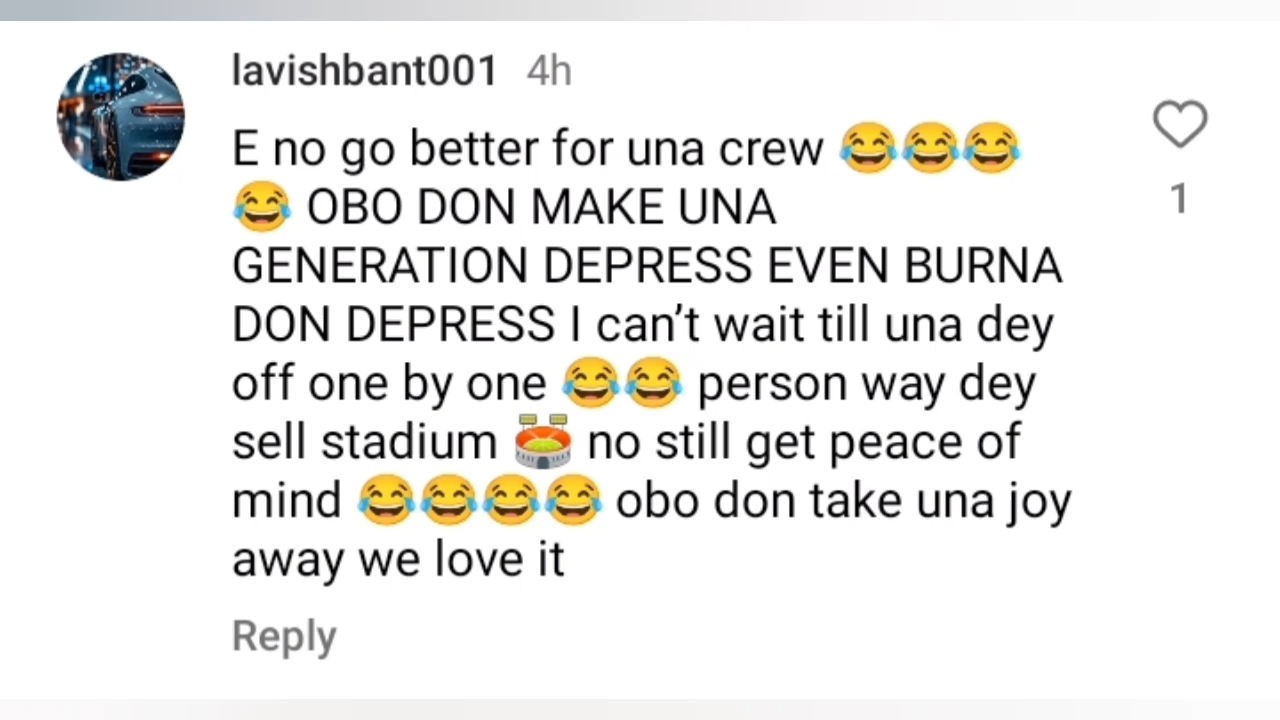 lavishbant001 4h
E no go better for una crew 😂😂😂
😂 OBO DON MAKE UNA
GENERATION DEPRESS EVEN BURNA
DON DEPRESS I can’t wait till una dey
off one by one 😂😂 person way dey
sell stadium 🏟️ no still get peace of
mind 😂😂😂😂 obo don take una joy
away we love it
Reply
1